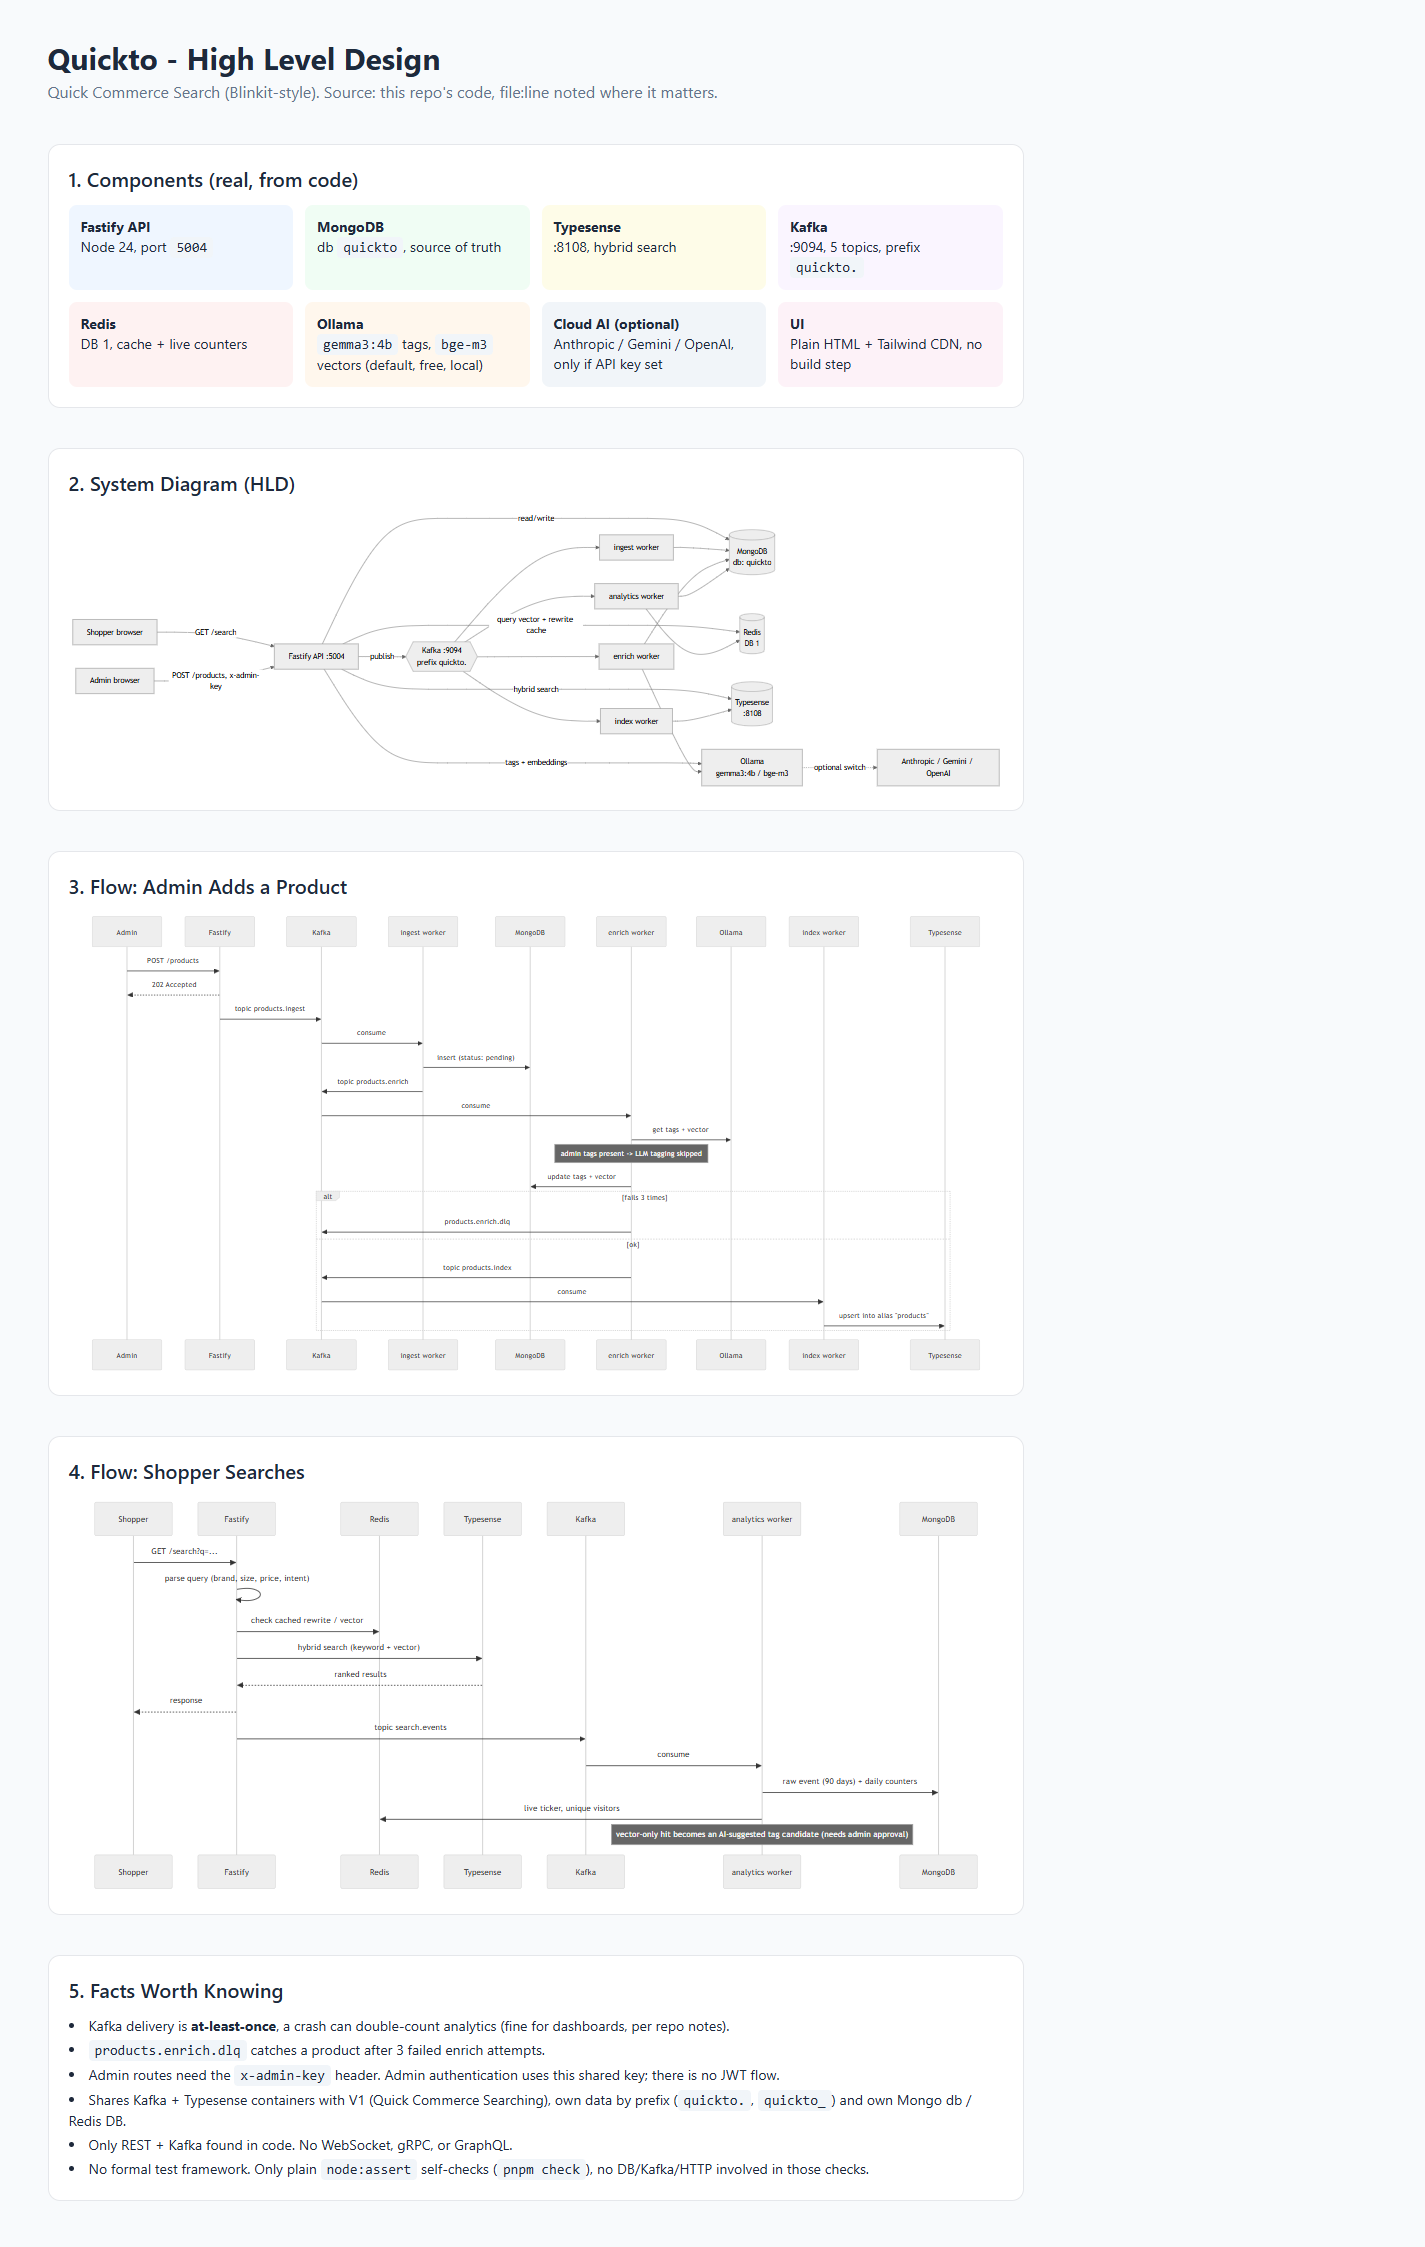 Quickto - High Level Design
Quick Commerce Search (Blinkit-style). Source: this repo's code, file:line noted where it matters.
1. Components (real, from code)
Fastify API
Node 24, port 5004
MongoDB
db quickto , source of truth
Typesense
:8108, hybrid search
Kafka
:9094, 5 topics, prefix
quickto.
Redis
DB 1, cache + live counters
Ollama
gemma3:4b tags, bge-m3
vectors (default, free, local)
Cloud AI (optional)
Anthropic / Gemini / OpenAI,
only if API key set
UI
Plain HTML + Tailwind CDN, no
build step
2. System Diagram (HLD)
read/write
ingest worker
MongoDB
db: quickto
analytics worker
query vector + rewrite
cache
Shopper browser
GET /search
Redis
DB 1
Fastify API :5004
publish
Kafka :9094
prefix quickto.
enrich worker
Admin browser
POST /products, x-admin-
key
hybrid search
Typesense
:8108
index worker
tags + embeddings
Ollama
gemma3:4b / bge-m3
optional switch
Anthropic / Gemini /
OpenAI
3. Flow: Admin Adds a Product
Admin
Fastify
Kafka
ingest worker
MongoDB
enrich worker
Ollama
index worker
Typesense
POST /products
202 Accepted
topic products.ingest
consume
insert (status: pending)
topic products.enrich
consume
get tags + vector
admin tags present -> LLM tagging skipped
update tags + vector
alt
[fails 3 times]
products.enrich.dlq
[ok]
topic products.index
consume
upsert into alias "products"
Admin
Fastify
Kafka
ingest worker
MongoDB
enrich worker
Ollama
index worker
Typesense
4. Flow: Shopper Searches
Shopper
Fastify
Redis
Typesense
Kafka
analytics worker
MongoDB
GET /search?q=...
parse query (brand, size, price, intent)
check cached rewrite / vector
hybrid search (keyword + vector)
ranked results
response
topic search.events
consume
raw event (90 days) + daily counters
live ticker, unique visitors
vector-only hit becomes an AI-suggested tag candidate (needs admin approval)
Shopper
Fastify
Redis
Typesense
Kafka
analytics worker
MongoDB
5. Facts Worth Knowing
• Kafka delivery is at-least-once, a crash can double-count analytics (fine for dashboards, per repo notes).
• products.enrich.dlq catches a product after 3 failed enrich attempts.
• Admin routes need the x-admin-key header. Admin authentication uses this shared key; there is no JWT flow.
• Shares Kafka + Typesense containers with V1 (Quick Commerce Searching), own data by prefix ( quickto. , quickto_ ) and own Mongo db /
Redis DB.
• Only REST + Kafka found in code. No WebSocket, gRPC, or GraphQL.
• No formal test framework. Only plain node:assert self-checks ( pnpm check ), no DB/Kafka/HTTP involved in those checks.